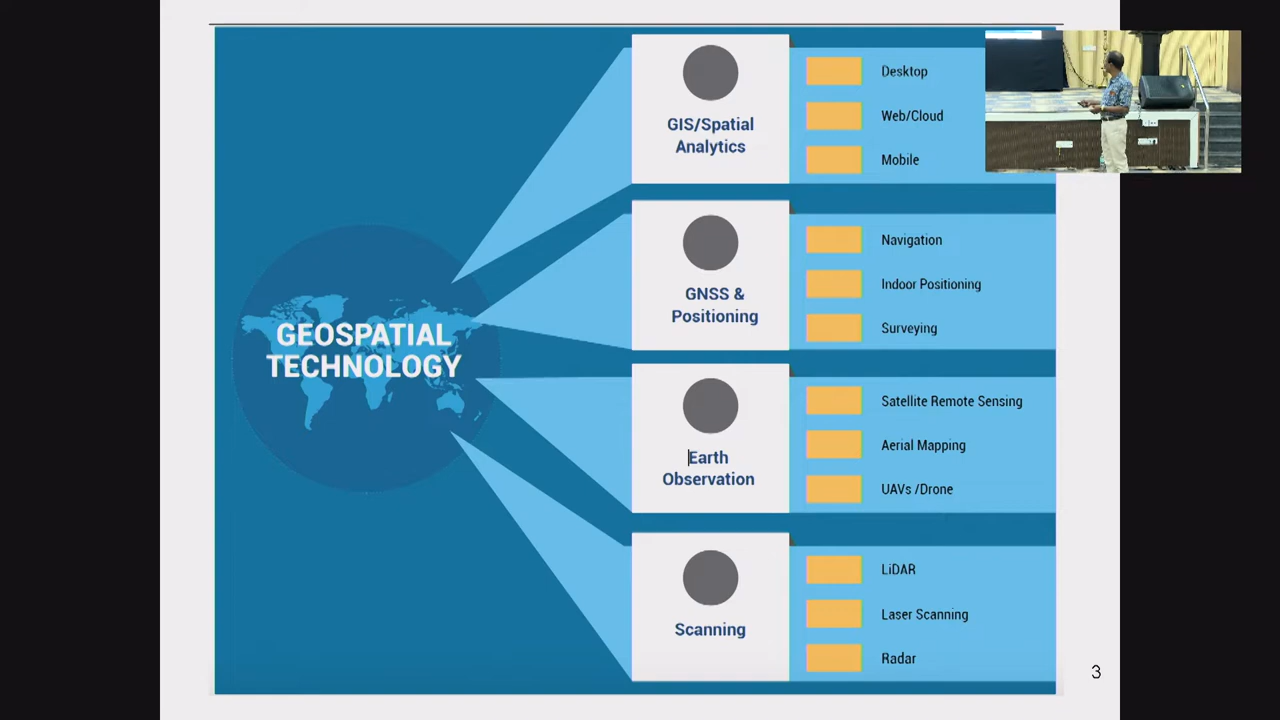 GEOSPATIAL
TECHNOLOGY
GIS/Spatial
Analytics
Desktop
Web/Cloud
Mobile
GNSS &
Positioning
Navigation
Indoor Positioning
Surveying
Earth
Observation
Satellite Remote Sensing
Aerial Mapping
UAVs /Drone
Scanning
LiDAR
Laser Scanning
Radar
3